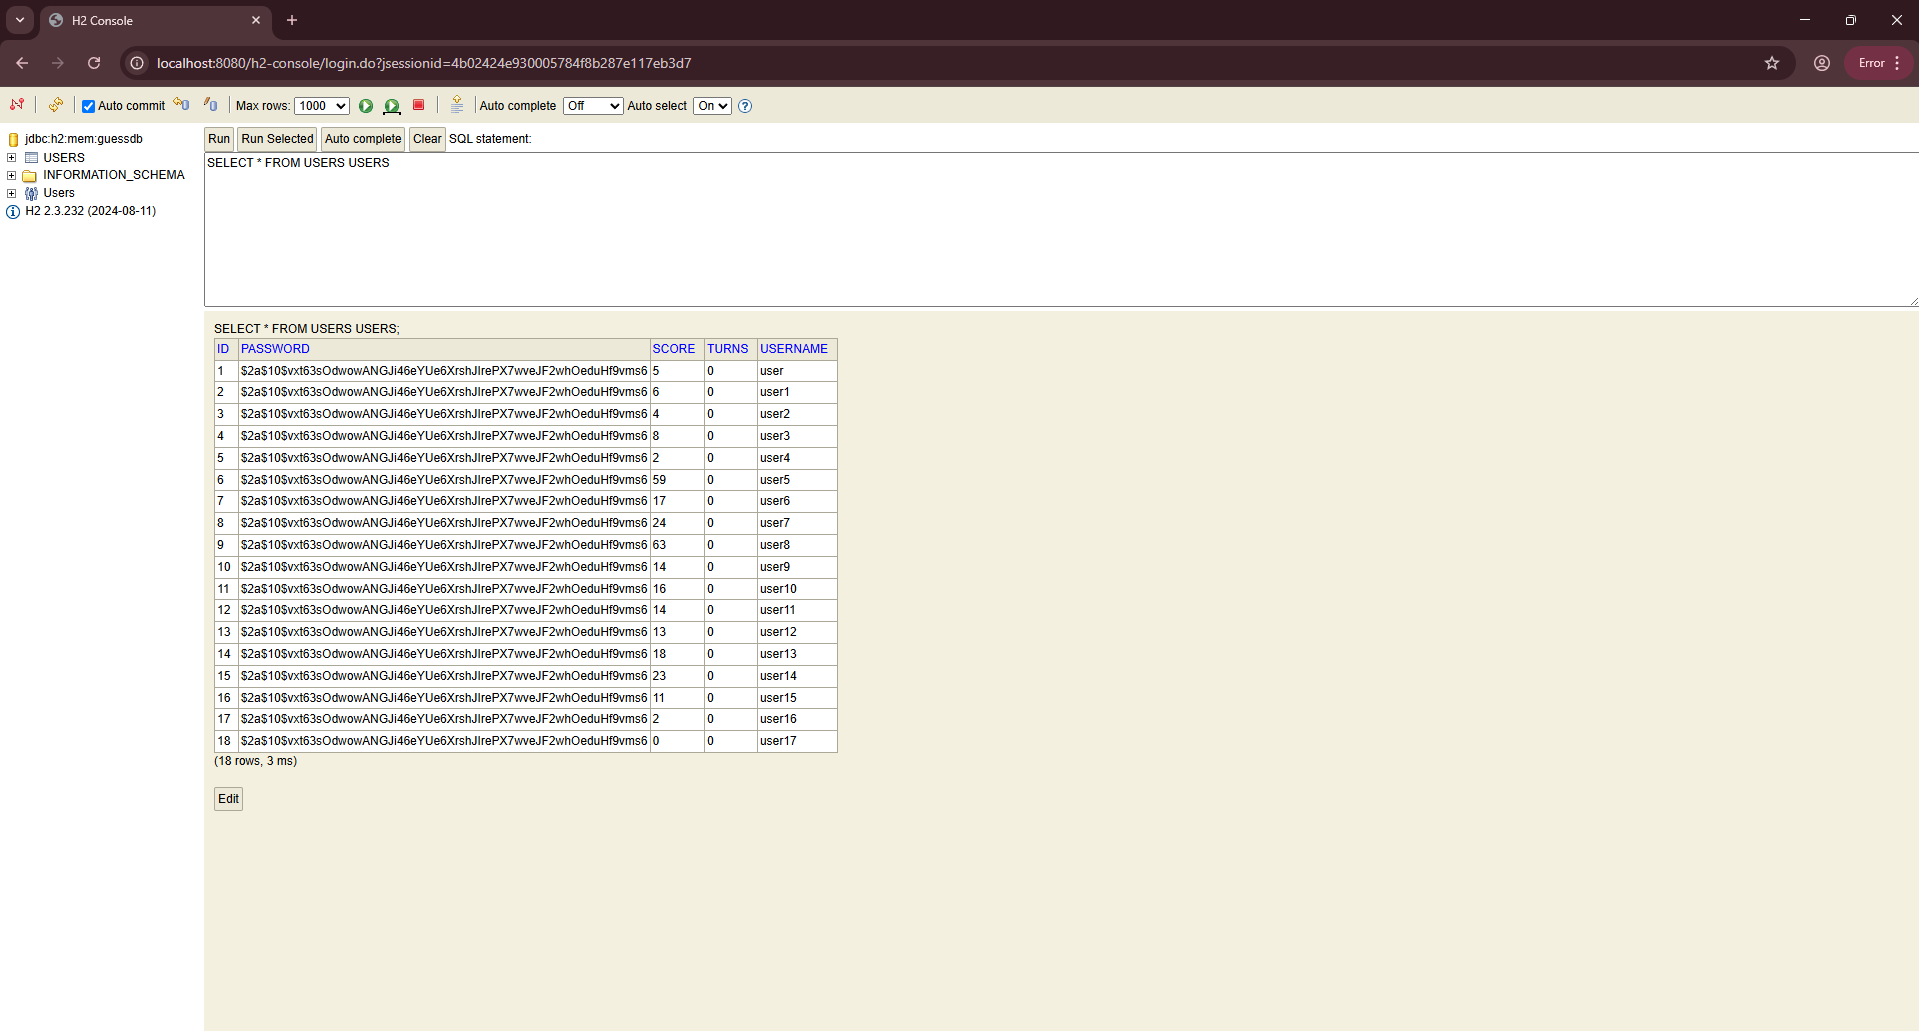 H2 Console
localhost:8080/h2-console/login.do?jsessionid=4b02424e930005784f8b287e117eb3d7
Error
Auto commit
Max rows: 1000
Auto complete Off
Auto select On
jdbc:h2:mem:guessdb
USERS
INFORMATION_SCHEMA
Users
H2 2.3.232 (2024-08-11)
Run Run Selected Auto complete Clear SQL statement:
SELECT * FROM USERS USERS
SELECT * FROM USERS USERS;
ID PASSWORD SCORE TURNS USERNAME
1 $2a$10$vxt63sOdwowANGJi46eYUe6XrshJIrePX7wveJF2whOeduHf9vms6 5 0 user
2 $2a$10$vxt63sOdwowANGJi46eYUe6XrshJIrePX7wveJF2whOeduHf9vms6 6 0 user1
3 $2a$10$vxt63sOdwowANGJi46eYUe6XrshJIrePX7wveJF2whOeduHf9vms6 4 0 user2
4 $2a$10$vxt63sOdwowANGJi46eYUe6XrshJIrePX7wveJF2whOeduHf9vms6 8 0 user3
5 $2a$10$vxt63sOdwowANGJi46eYUe6XrshJIrePX7wveJF2whOeduHf9vms6 2 0 user4
6 $2a$10$vxt63sOdwowANGJi46eYUe6XrshJIrePX7wveJF2whOeduHf9vms6 59 0 user5
7 $2a$10$vxt63sOdwowANGJi46eYUe6XrshJIrePX7wveJF2whOeduHf9vms6 17 0 user6
8 $2a$10$vxt63sOdwowANGJi46eYUe6XrshJIrePX7wveJF2whOeduHf9vms6 24 0 user7
9 $2a$10$vxt63sOdwowANGJi46eYUe6XrshJIrePX7wveJF2whOeduHf9vms6 63 0 user8
10 $2a$10$vxt63sOdwowANGJi46eYUe6XrshJIrePX7wveJF2whOeduHf9vms6 14 0 user9
11 $2a$10$vxt63sOdwowANGJi46eYUe6XrshJIrePX7wveJF2whOeduHf9vms6 16 0 user10
12 $2a$10$vxt63sOdwowANGJi46eYUe6XrshJIrePX7wveJF2whOeduHf9vms6 14 0 user11
13 $2a$10$vxt63sOdwowANGJi46eYUe6XrshJIrePX7wveJF2whOeduHf9vms6 13 0 user12
14 $2a$10$vxt63sOdwowANGJi46eYUe6XrshJIrePX7wveJF2whOeduHf9vms6 18 0 user13
15 $2a$10$vxt63sOdwowANGJi46eYUe6XrshJIrePX7wveJF2whOeduHf9vms6 23 0 user14
16 $2a$10$vxt63sOdwowANGJi46eYUe6XrshJIrePX7wveJF2whOeduHf9vms6 11 0 user15
17 $2a$10$vxt63sOdwowANGJi46eYUe6XrshJIrePX7wveJF2whOeduHf9vms6 2 0 user16
18 $2a$10$vxt63sOdwowANGJi46eYUe6XrshJIrePX7wveJF2whOeduHf9vms6 0 0 user17
(18 rows, 3 ms)
Edit